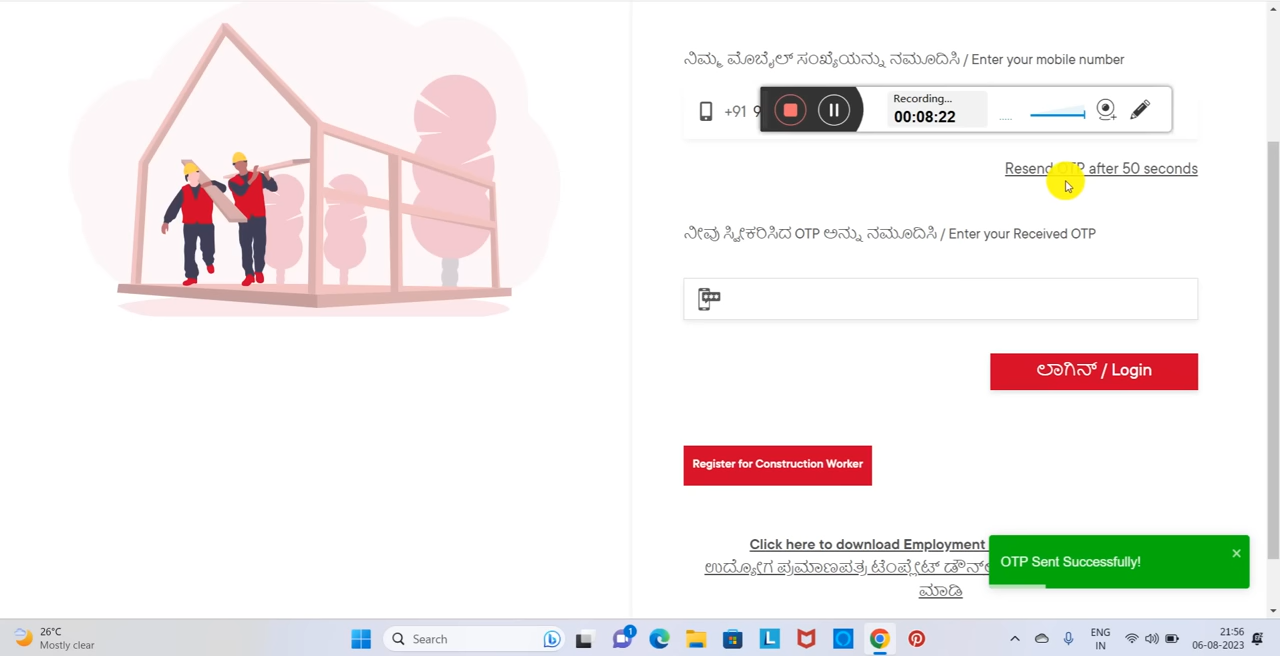 ನಿಮ್ಮ ಮೊಬೈಲ್ ಸಂಖ್ಯೆಯನ್ನು ನಮೂದಿಸಿ / Enter your mobile number
+91 9
Recording...
00:08:22
Resend OTP after 50 seconds
ನೀವು ಸ್ವೀಕರಿಸಿದ OTP ಅನ್ನು ನಮೂದಿಸಿ / Enter your Received OTP
ಲಾಗಿನ್ / Login
Register for Construction Worker
Click here to download Employment
ಉದ್ಯೋಗ ಪ್ರಮಾಣಪತ್ರ ಟೆಂಪ್ಲೇಟ್
ಮಾಡಿ
OTP Sent Successfully!
26°C
Mostly clear
Search
1
ENG
IN
21:56
06-08-2023